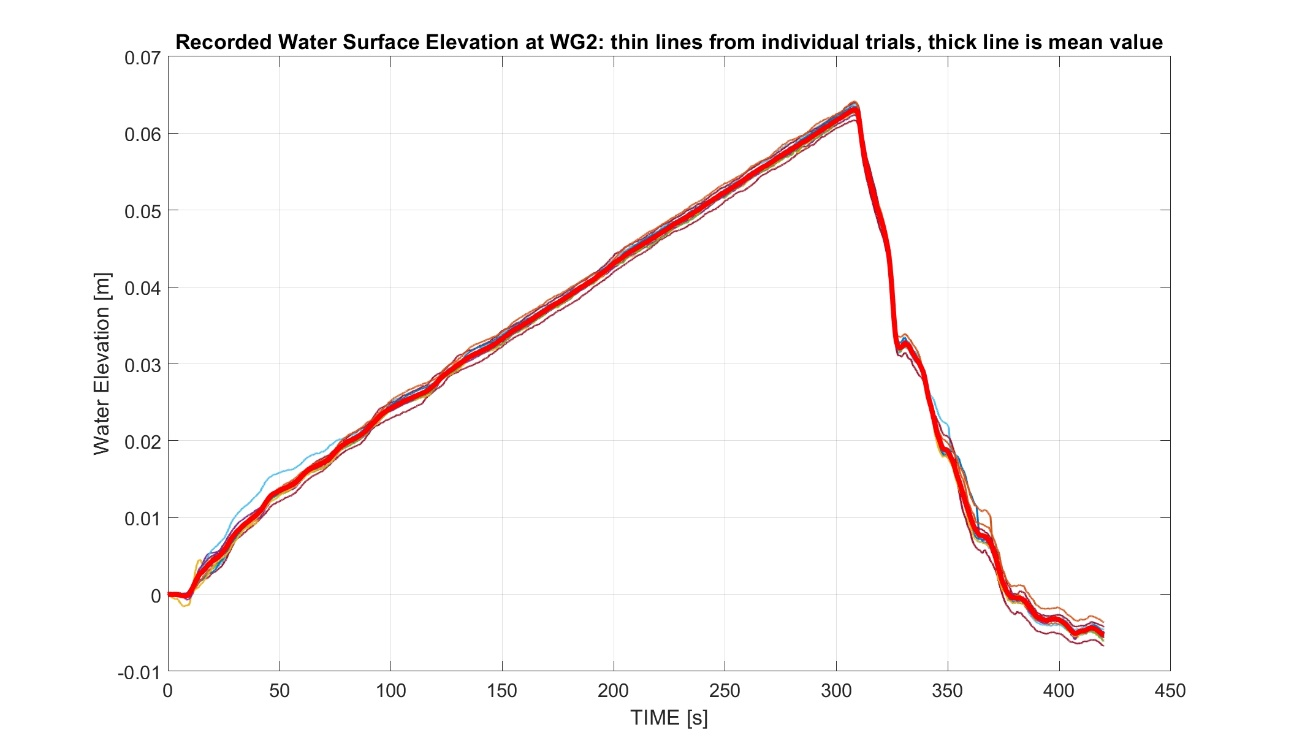 Recorded Water Surface Elevation at WG2: thin lines from individual trials, thick line is mean value
0.07
0.06
0.05
0.04
0.03
0.02
0.01
0
-0.01
Water Elevation [m]
0 50 100 150 200 250 300 350 400 450
TIME [s]